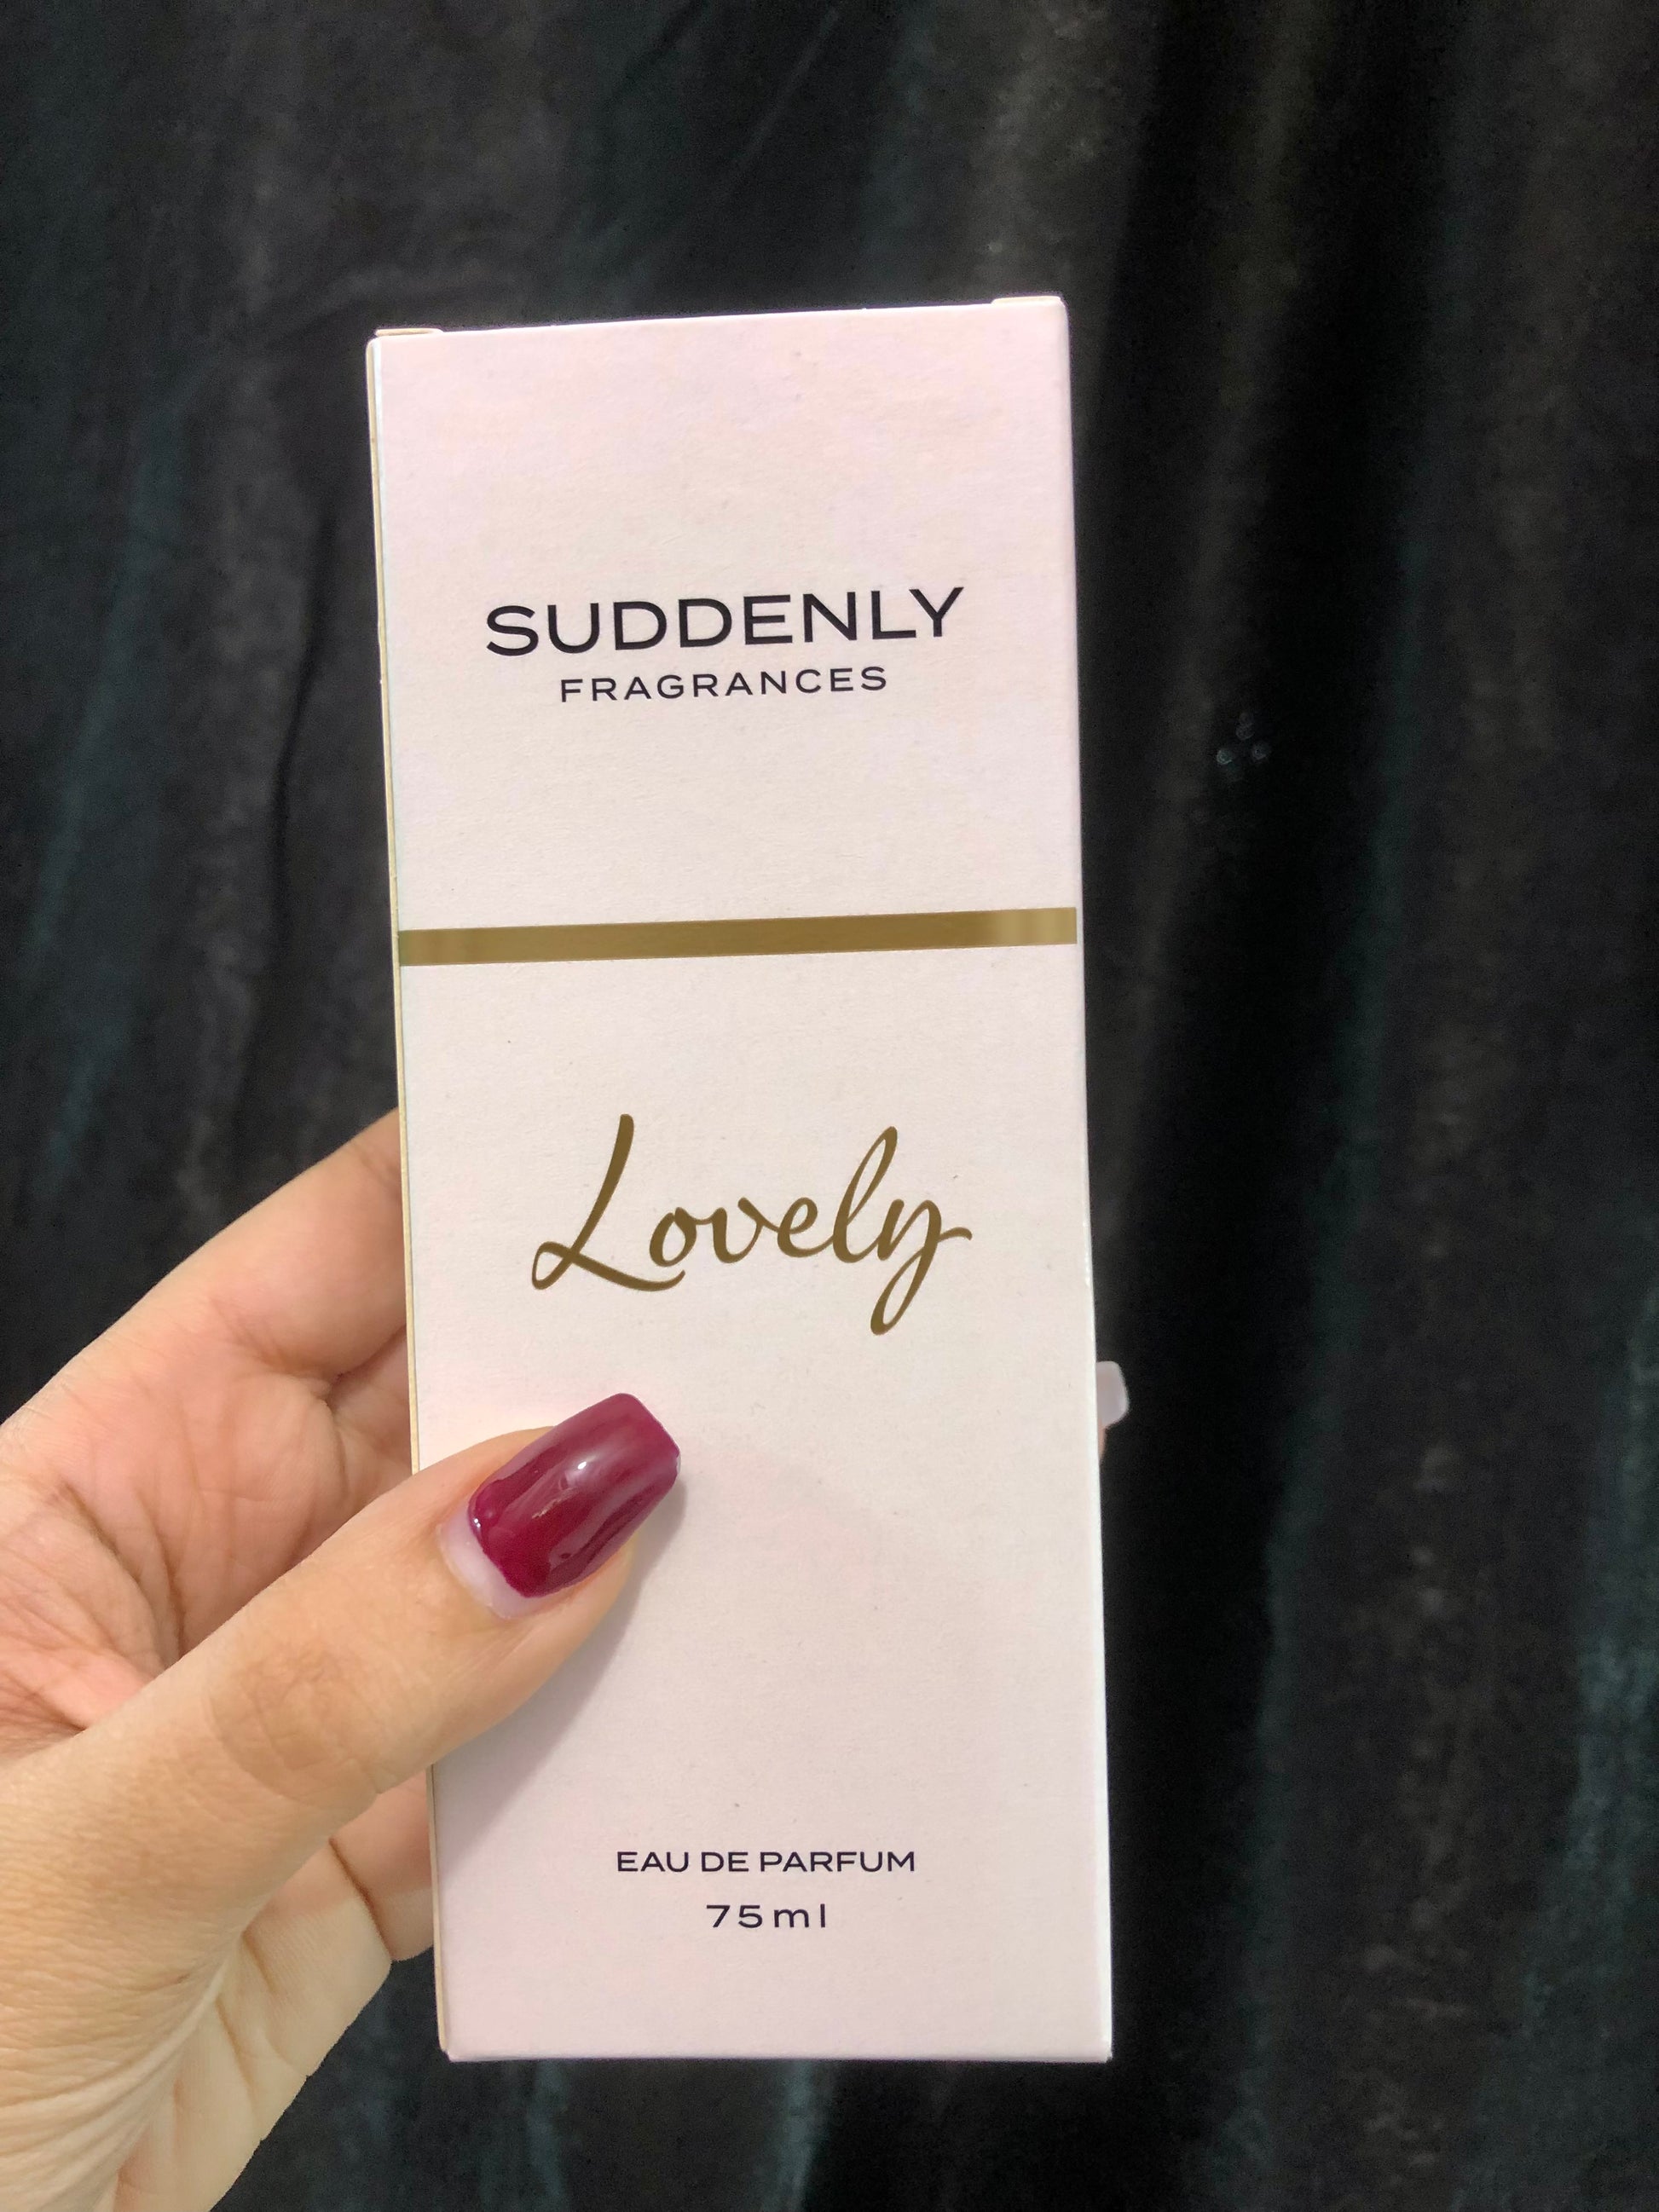 SUDDENLY
FRAGRANCES
Lovely
EAU DE PARFUM
75ml